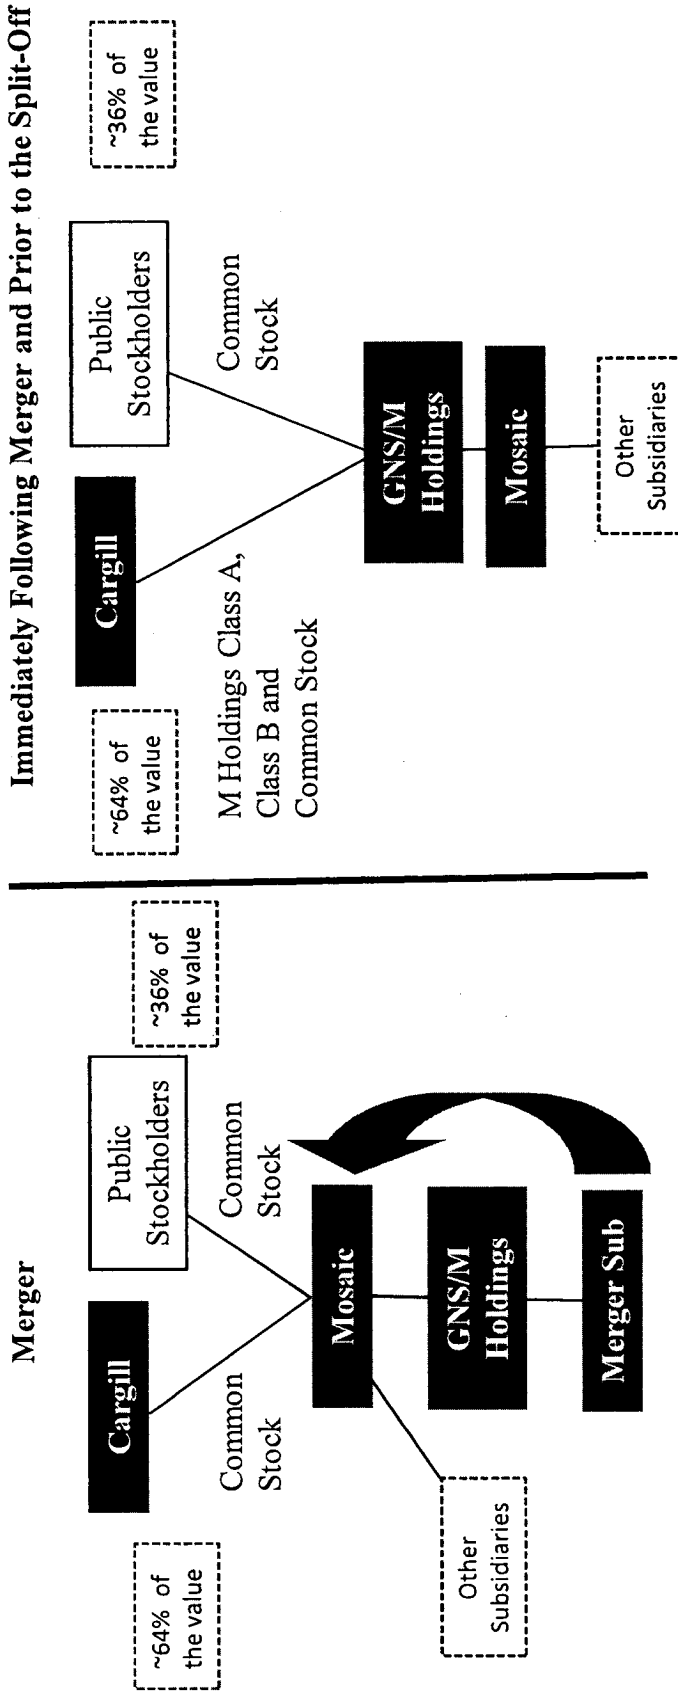 Merger
Cargill
Public
Stockholders
~64% of
the value
~36% of
the value
Common
Stock
Common
Stock
Mosaic
GNS/M
Holdings
Merger Sub
Other
Subsidiaries
Immediately Following Merger and Prior to the Split-Off
Cargill
Public
Stockholders
~64% of
the value
~36% of
the value
M Holdings Class A,
Class B and
Common Stock
Common
Stock
GNS/M
Holdings
Mosaic
Other
Subsidiaries